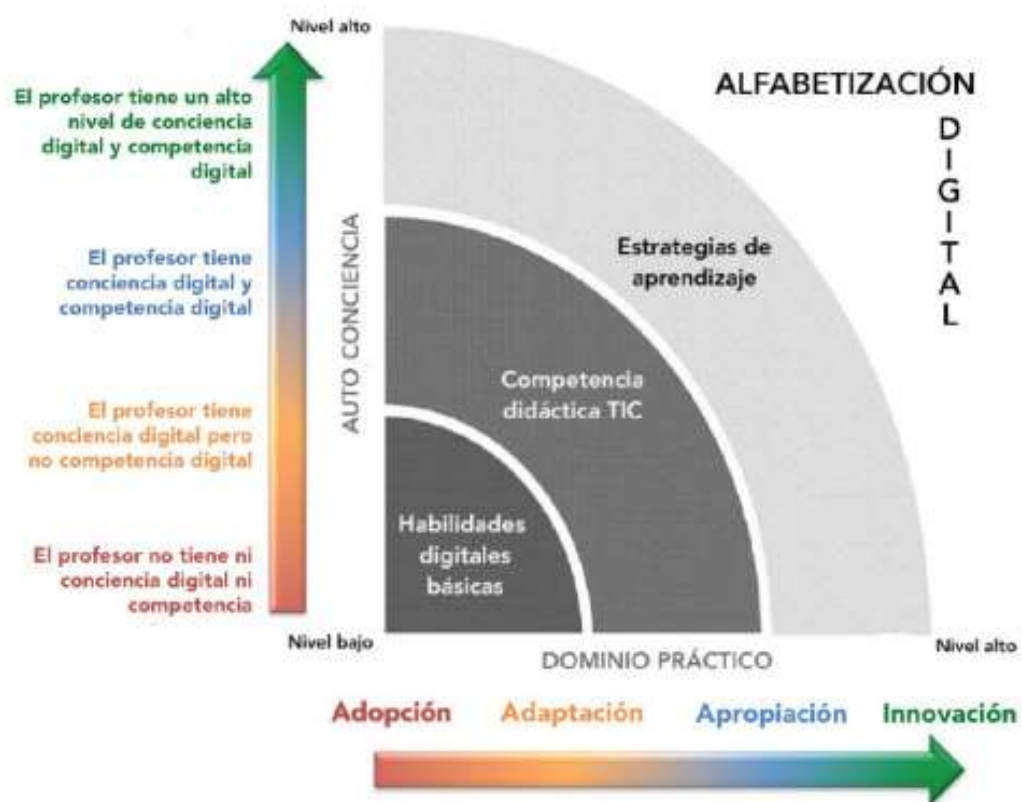 Nivel alto
El profesor tiene un alto
nivel de conciencia
digital y competencia
digital
El profesor tiene
conciencia digital y
competencia digital
El profesor tiene
conciencia digital pero
no competencia digital
El profesor no tiene ni
conciencia digital ni
competencia
Nivel bajo
AUTO CONCIENCIA
ALFABETIZACIÓN
DIGITAL
Estrategias de
aprendizaje
Competencia
didáctica TIC
Habilidades
digitales
básicas
DOMINIO PRÁCTICO
Nivel alto
Adopción Adaptación Apropiación Innovación